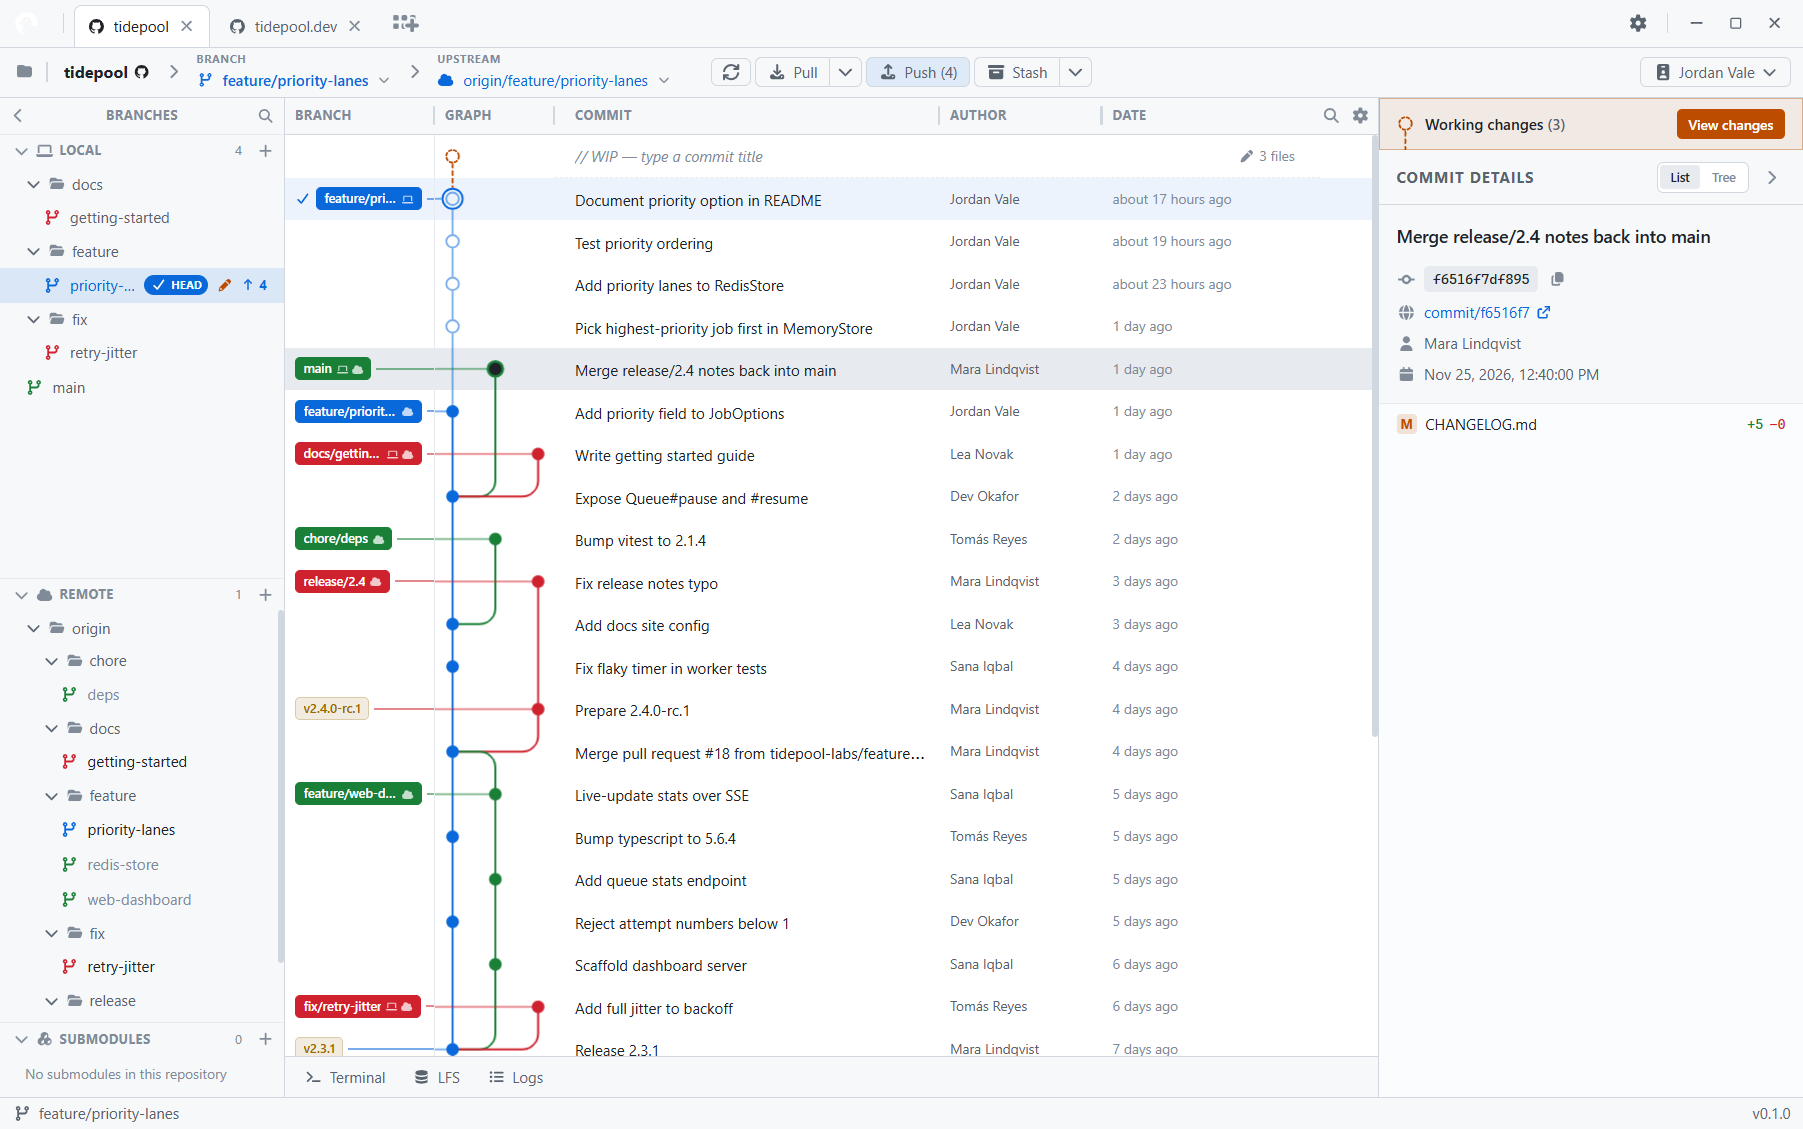 tidepool
tidepool.dev
tidepool
BRANCH
feature/priority-lanes
UPSTREAM
origin/feature/priority-lanes
Pull
Push (4)
Stash
Jordan Vale
BRANCHES
LOCAL 4
docs
getting-started
feature
priority-... HEAD 4
fix
retry-jitter
main
REMOTE 1
origin
chore
deps
docs
getting-started
feature
priority-lanes
redis-store
web-dashboard
fix
retry-jitter
release
SUBMODULES 0
No submodules in this repository
BRANCH GRAPH COMMIT AUTHOR DATE
// WIP — type a commit title 3 files
feature/pri... Document priority option in README Jordan Vale about 17 hours ago
Test priority ordering Jordan Vale about 19 hours ago
Add priority lanes to RedisStore Jordan Vale about 23 hours ago
Pick highest-priority job first in MemoryStore Jordan Vale 1 day ago
main Merge release/2.4 notes back into main Mara Lindqvist 1 day ago
feature/priorit... Add priority field to JobOptions Jordan Vale 1 day ago
docs/gettin... Write getting started guide Lea Novak 1 day ago
Expose Queue#pause and #resume Dev Okafor 2 days ago
chore/deps Bump vitest to 2.1.4 Tomás Reyes 2 days ago
release/2.4 Fix release notes typo Mara Lindqvist 3 days ago
Add docs site config Lea Novak 3 days ago
Fix flaky timer in worker tests Sana Iqbal 4 days ago
v2.4.0-rc.1 Prepare 2.4.0-rc.1 Mara Lindqvist 4 days ago
Merge pull request #18 from tidepool-labs/feature... Mara Lindqvist 4 days ago
feature/web-d... Live-update stats over SSE Sana Iqbal 5 days ago
Bump typescript to 5.6.4 Tomás Reyes 5 days ago
Add queue stats endpoint Sana Iqbal 5 days ago
Reject attempt numbers below 1 Dev Okafor 5 days ago
Scaffold dashboard server Sana Iqbal 6 days ago
fix/retry-jitter Add full jitter to backoff Tomás Reyes 6 days ago
v2.3.1 Release 2.3.1 Mara Lindqvist 7 days ago
Terminal
LFS
Logs
Working changes (3)
View changes
COMMIT DETAILS
List
Tree
Merge release/2.4 notes back into main
f6516f7df895
commit/f6516f7
Mara Lindqvist
Nov 25, 2026, 12:40:00 PM
M CHANGELOG.md +5 −0
feature/priority-lanes
v0.1.0